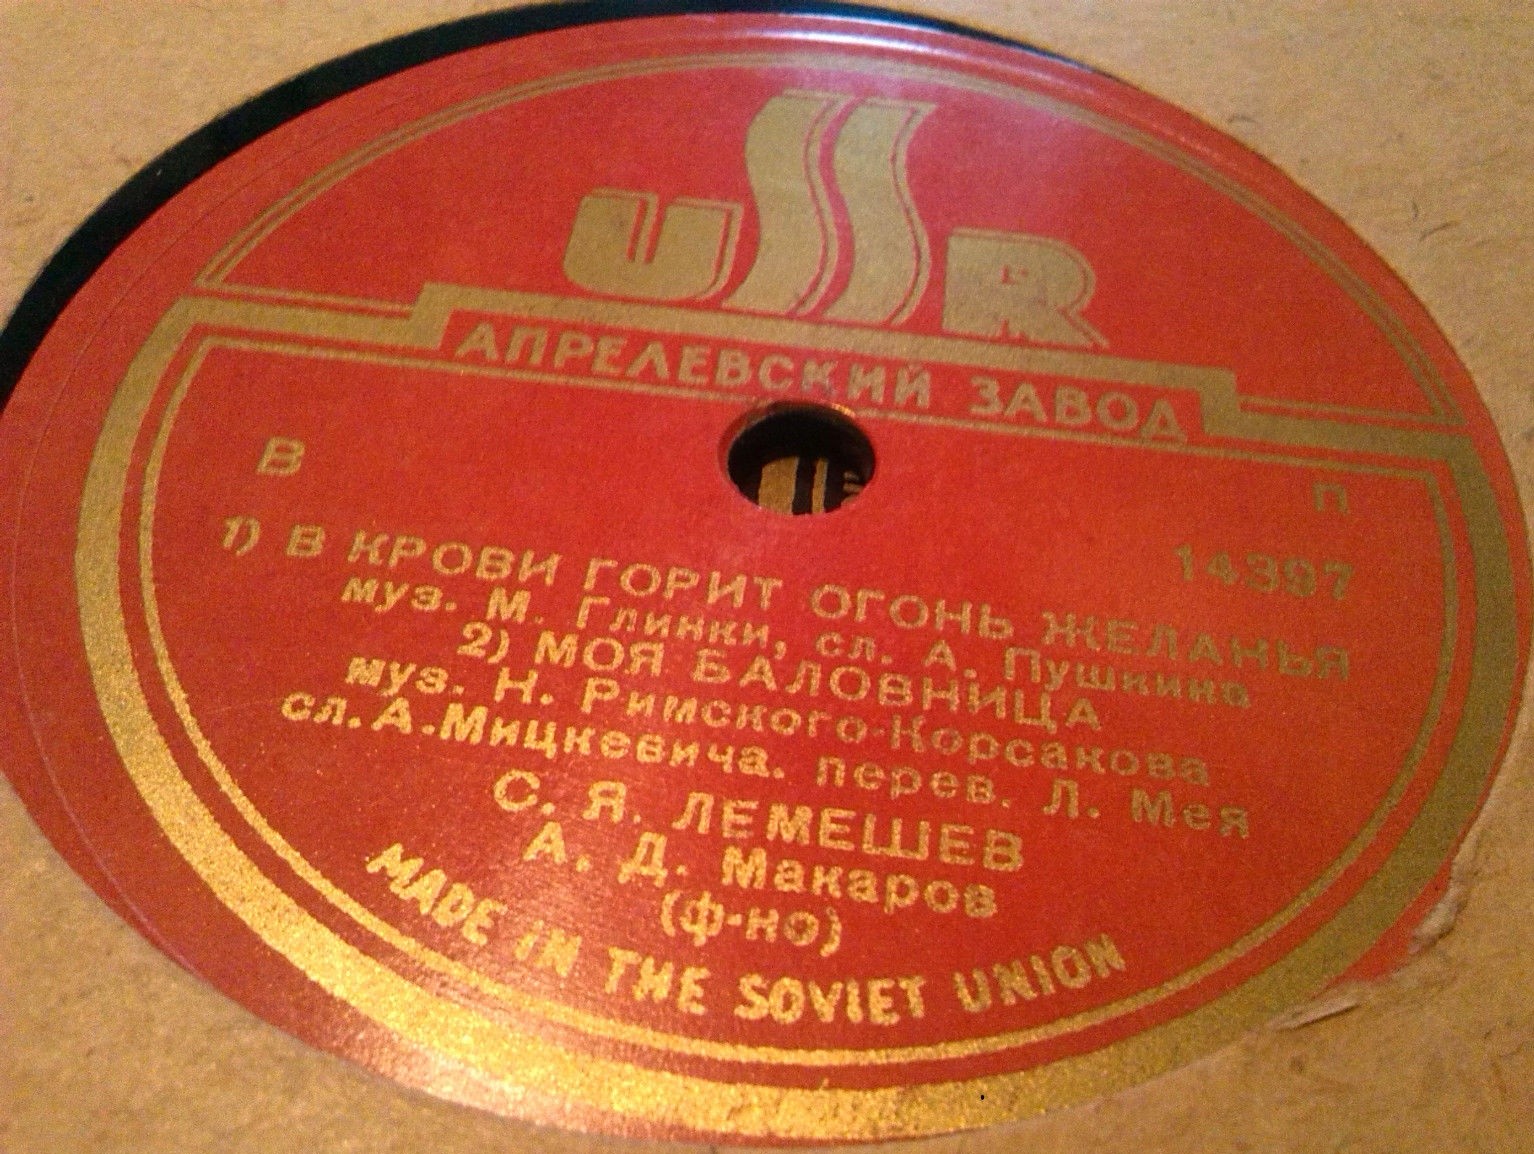 USSR
АПРЕЛЕВСКИЙ ЗАВОД
В П
14397
1) В КРОВИ ГОРИТ ОГОНЬ ЖЕЛАНЬЯ
муз. М. Глинки, сл. А. Пушкина
2) МОЯ БАЛОВНИЦА
муз. Н. Римского-Корсакова
сл. А. Мицкевича. перев. Л. Мея
С. Я. ЛЕМЕШЕВ
А. Д. Макаров
(ф-но)
MADE IN THE SOVIET UNION